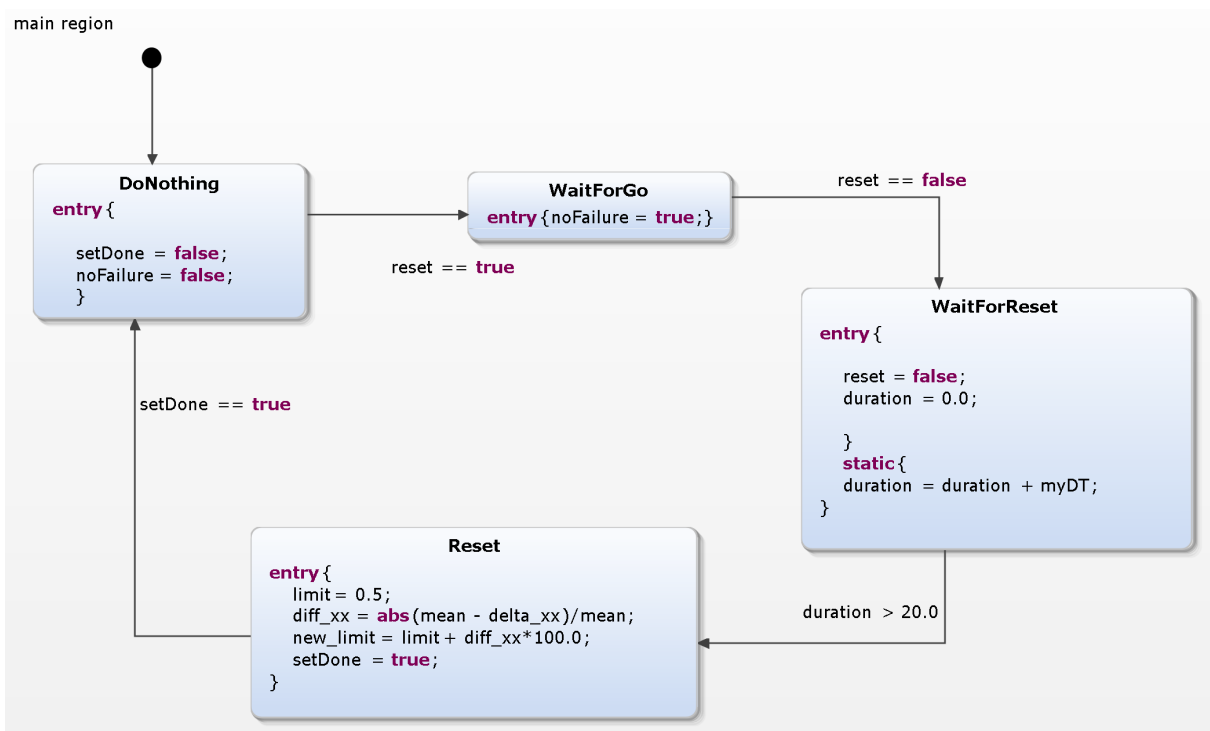 main region
DoNothing
entry{
setDone = false;
noFailure = false;
}
reset == true
WaitForGo
entry{noFailure = true;}
reset == false
WaitForReset
entry{
reset = false;
duration = 0.0;
}
static{
duration = duration + myDT;
}
duration > 20.0
Reset
entry{
limit = 0.5;
diff_xx = abs(mean - delta_xx)/mean;
new_limit = limit + diff_xx*100.0;
setDone = true;
}
setDone == true